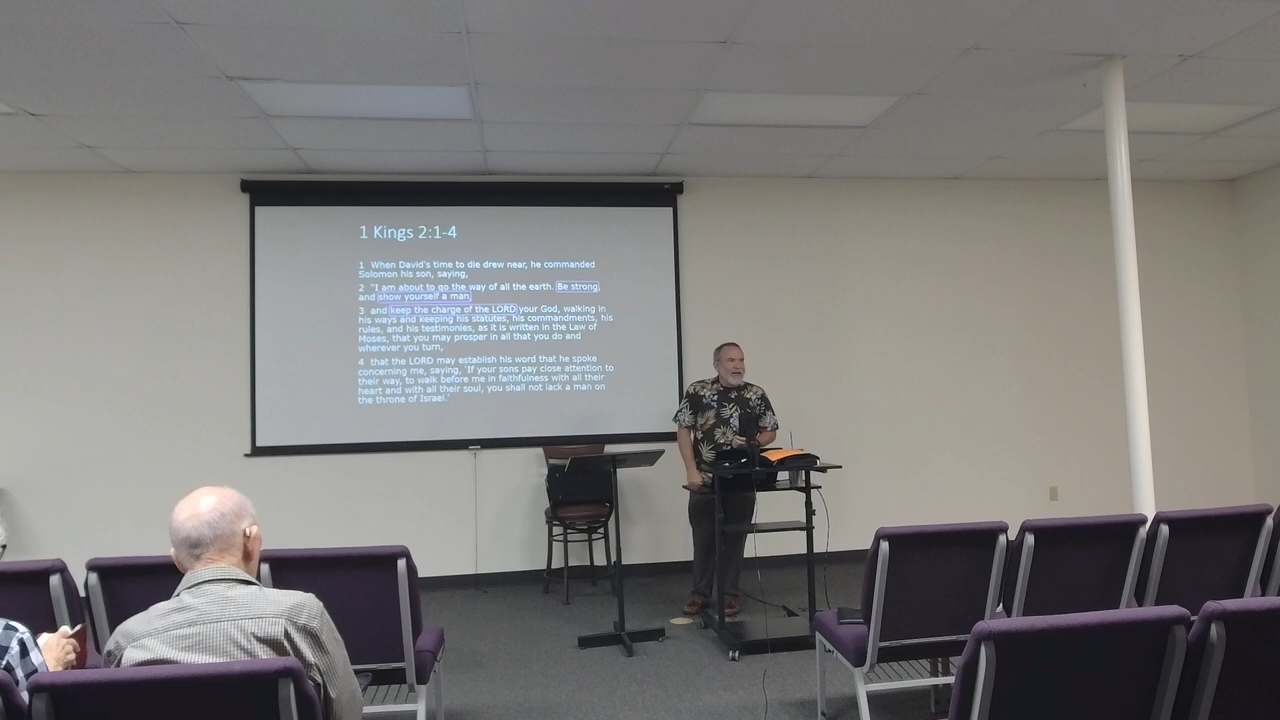 1 Kings 2:1-4
1 When David's time to die drew near, he commanded
Solomon his son, saying,
2 "I am about to go the way of all the earth. Be strong,
and show yourself a man,
3 and keep the charge of the LORD your God, walking in
his ways and keeping his statutes, his commandments, his
rules, and his testimonies, as it is written in the Law of
Moses, that you may prosper in all that you do and
wherever you turn,
4 that the LORD may establish his word that he spoke
concerning me, saying, 'If your sons pay close attention to
their way, to walk before me in faithfulness with all their
heart and with all their soul, you shall not lack a man on
the throne of Israel.'